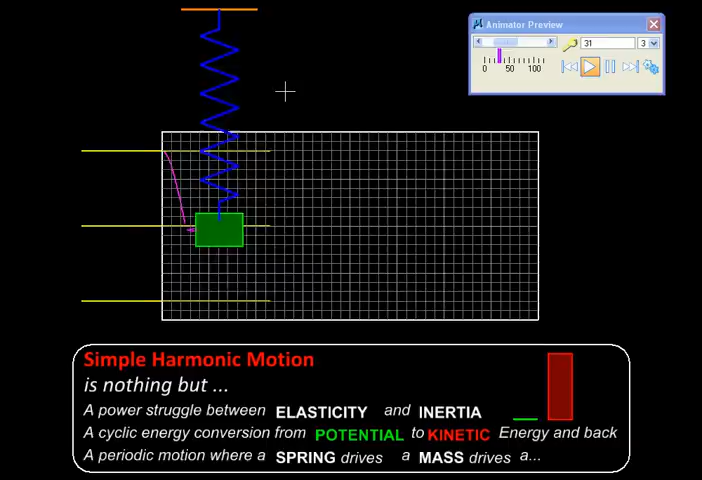 Animator Preview
31
3
0 50 100
Simple Harmonic Motion
is nothing but ...
A power struggle between ELASTICITY and INERTIA
A cyclic energy conversion from POTENTIAL to KINETIC Energy and back
A periodic motion where a SPRING drives a MASS drives a...